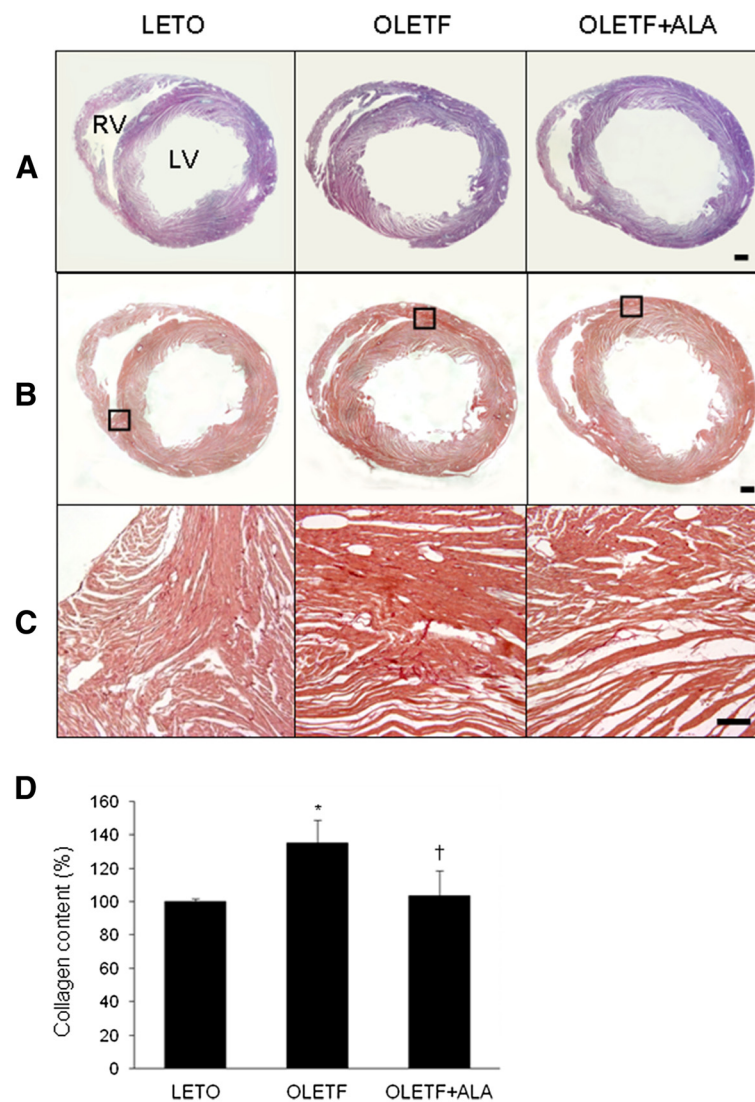 LETO OLETF OLETF+ALA
A
RV
LV
B
C
D
Collagen content (%)
160
140
120
100
80
60
40
20
0
*
†
LETO OLETF OLETF+ALA